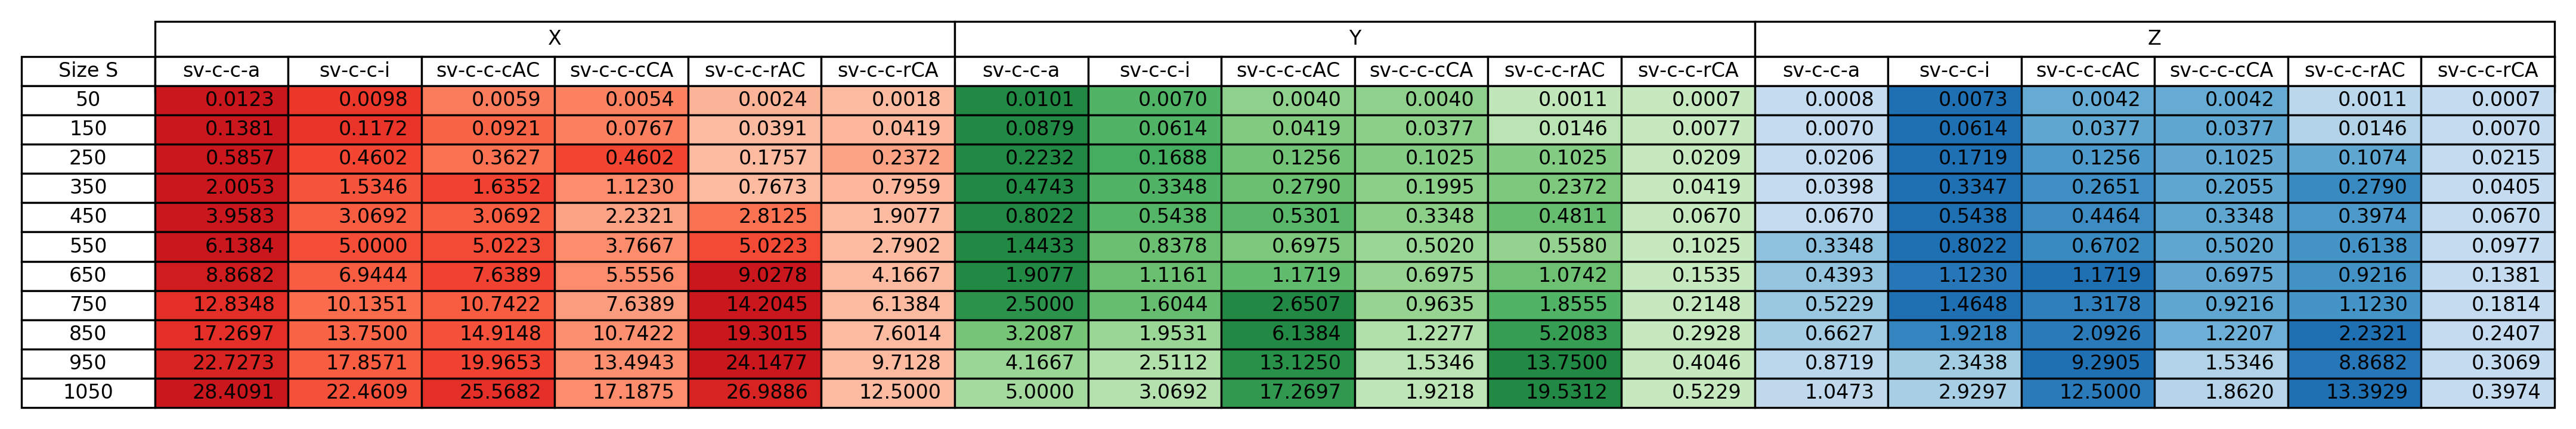 X Y Z
Size S sv-c-c-a sv-c-c-i sv-c-c-cAC sv-c-c-cCA sv-c-c-rAC sv-c-c-rCA sv-c-c-a sv-c-c-i sv-c-c-cAC sv-c-c-cCA sv-c-c-rAC sv-c-c-rCA sv-c-c-a sv-c-c-i sv-c-c-cAC sv-c-c-cCA sv-c-c-rAC sv-c-c-rCA
50 0.0123 0.0098 0.0059 0.0054 0.0024 0.0018 0.0101 0.0070 0.0040 0.0040 0.0011 0.0007 0.0008 0.0073 0.0042 0.0042 0.0011 0.0007
150 0.1381 0.1172 0.0921 0.0767 0.0391 0.0419 0.0879 0.0614 0.0419 0.0377 0.0146 0.0077 0.0070 0.0614 0.0377 0.0377 0.0146 0.0070
250 0.5857 0.4602 0.3627 0.4602 0.1757 0.2372 0.2232 0.1688 0.1256 0.1025 0.1025 0.0209 0.0206 0.1719 0.1256 0.1025 0.1074 0.0215
350 2.0053 1.5346 1.6352 1.1230 0.7673 0.7959 0.4743 0.3348 0.2790 0.1995 0.2372 0.0419 0.0398 0.3347 0.2651 0.2055 0.2790 0.0405
450 3.9583 3.0692 3.0692 2.2321 2.8125 1.9077 0.8022 0.5438 0.5301 0.3348 0.4811 0.0670 0.0670 0.5438 0.4464 0.3348 0.3974 0.0670
550 6.1384 5.0000 5.0223 3.7667 5.0223 2.7902 1.4433 0.8378 0.6975 0.5020 0.5580 0.1025 0.3348 0.8022 0.6702 0.5020 0.6138 0.0977
650 8.8682 6.9444 7.6389 5.5556 9.0278 4.1667 1.9077 1.1161 1.1719 0.6975 1.0742 0.1535 0.4393 1.1230 1.1719 0.6975 0.9216 0.1381
750 12.8348 10.1351 10.7422 7.6389 14.2045 6.1384 2.5000 1.6044 2.6507 0.9635 1.8555 0.2148 0.5229 1.4648 1.3178 0.9216 1.1230 0.1814
850 17.2697 13.7500 14.9148 10.7422 19.3015 7.6014 3.2087 1.9531 6.1384 1.2277 5.2083 0.2928 0.6627 1.9218 2.0926 1.2207 2.2321 0.2407
950 22.7273 17.8571 19.9653 13.4943 24.1477 9.7128 4.1667 2.5112 13.1250 1.5346 13.7500 0.4046 0.8719 2.3438 9.2905 1.5346 8.8682 0.3069
1050 28.4091 22.4609 25.5682 17.1875 26.9886 12.5000 5.0000 3.0692 17.2697 1.9218 19.5312 0.5229 1.0473 2.9297 12.5000 1.8620 13.3929 0.3974